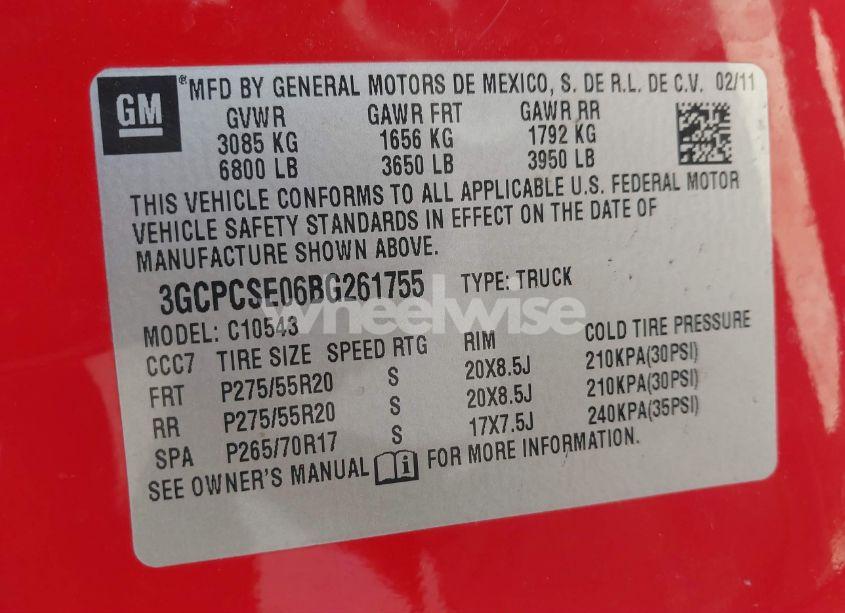 GM
®MFD BY GENERAL MOTORS DE MEXICO, S. DE R.L. DE C.V. 02/11
GVWR GAWR FRT GAWR RR
3085 KG 1656 KG 1792 KG
6800 LB 3650 LB 3950 LB
THIS VEHICLE CONFORMS TO ALL APPLICABLE U.S. FEDERAL MOTOR
VEHICLE SAFETY STANDARDS IN EFFECT ON THE DATE OF
MANUFACTURE SHOWN ABOVE.
3GCPCSE06BG261755 TYPE: TRUCK
wheelwise
MODEL: C10543
CCC7 TIRE SIZE SPEED RTG RIM COLD TIRE PRESSURE
FRT P275/55R20 S 20X8.5J 210KPA(30PSI)
RR P275/55R20 S 20X8.5J 210KPA(30PSI)
SPA P265/70R17 S 17X7.5J 240KPA(35PSI)
SEE OWNER'S MANUAL FOR MORE INFORMATION.